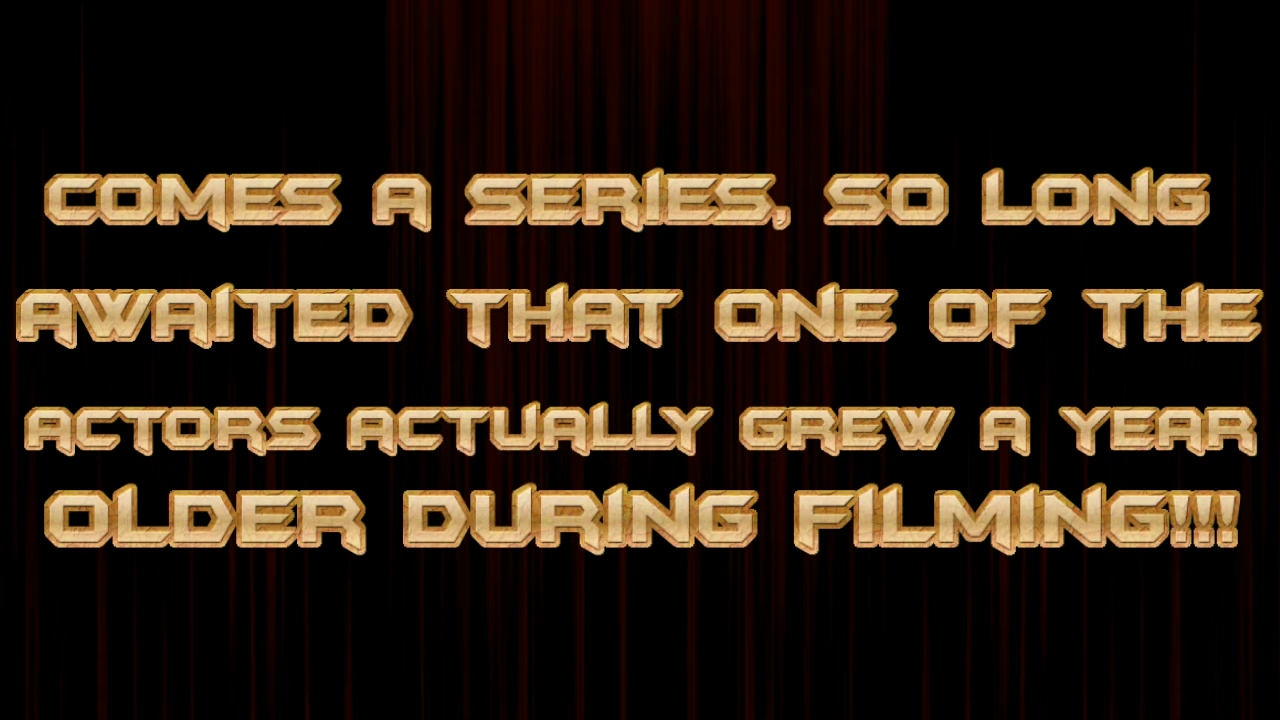 COMES A SERIES, SO LONG
AWAITED THAT ONE OF THE
ACTORS ACTUALLY GREW A YEAR
OLDER DURING FILMING!!!